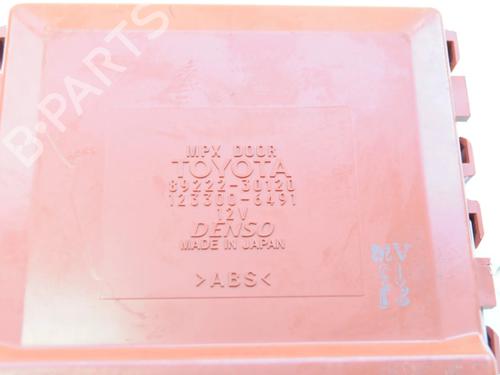 B-PARTS
MPX DOOR
TOYOTA
89222-30120
123300-6491
12V
DENSO
MADE IN JAPAN
>ABS<